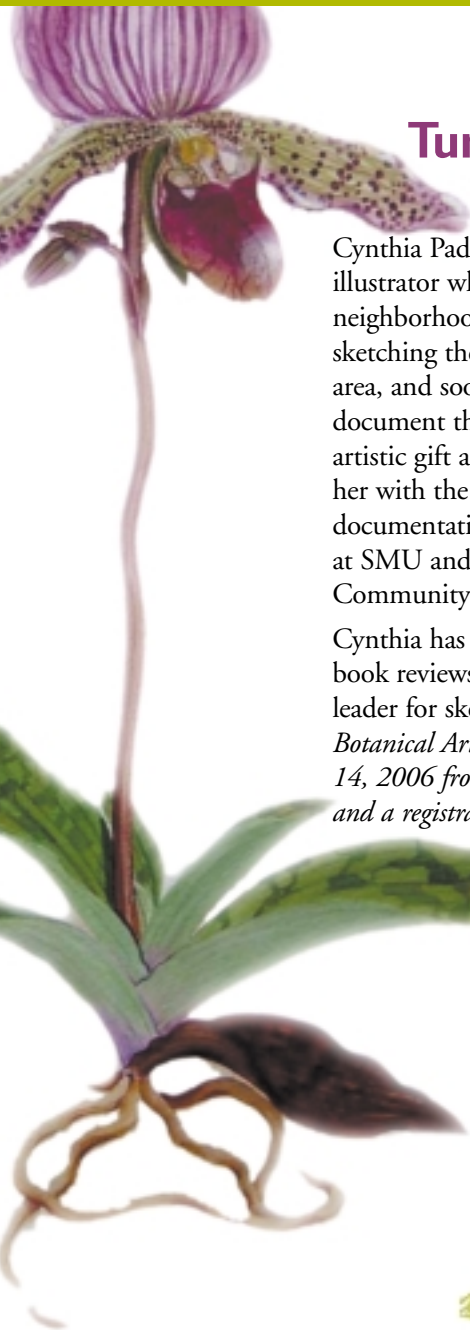 Tur
Cynthia Pad
illustrator wh
neighborhoo
sketching the
area, and soo
document th
artistic gift a
her with the
documentati
at SMU and
Community
Cynthia has
book reviews
leader for ske
Botanical Ar
14, 2006 fro
and a registra